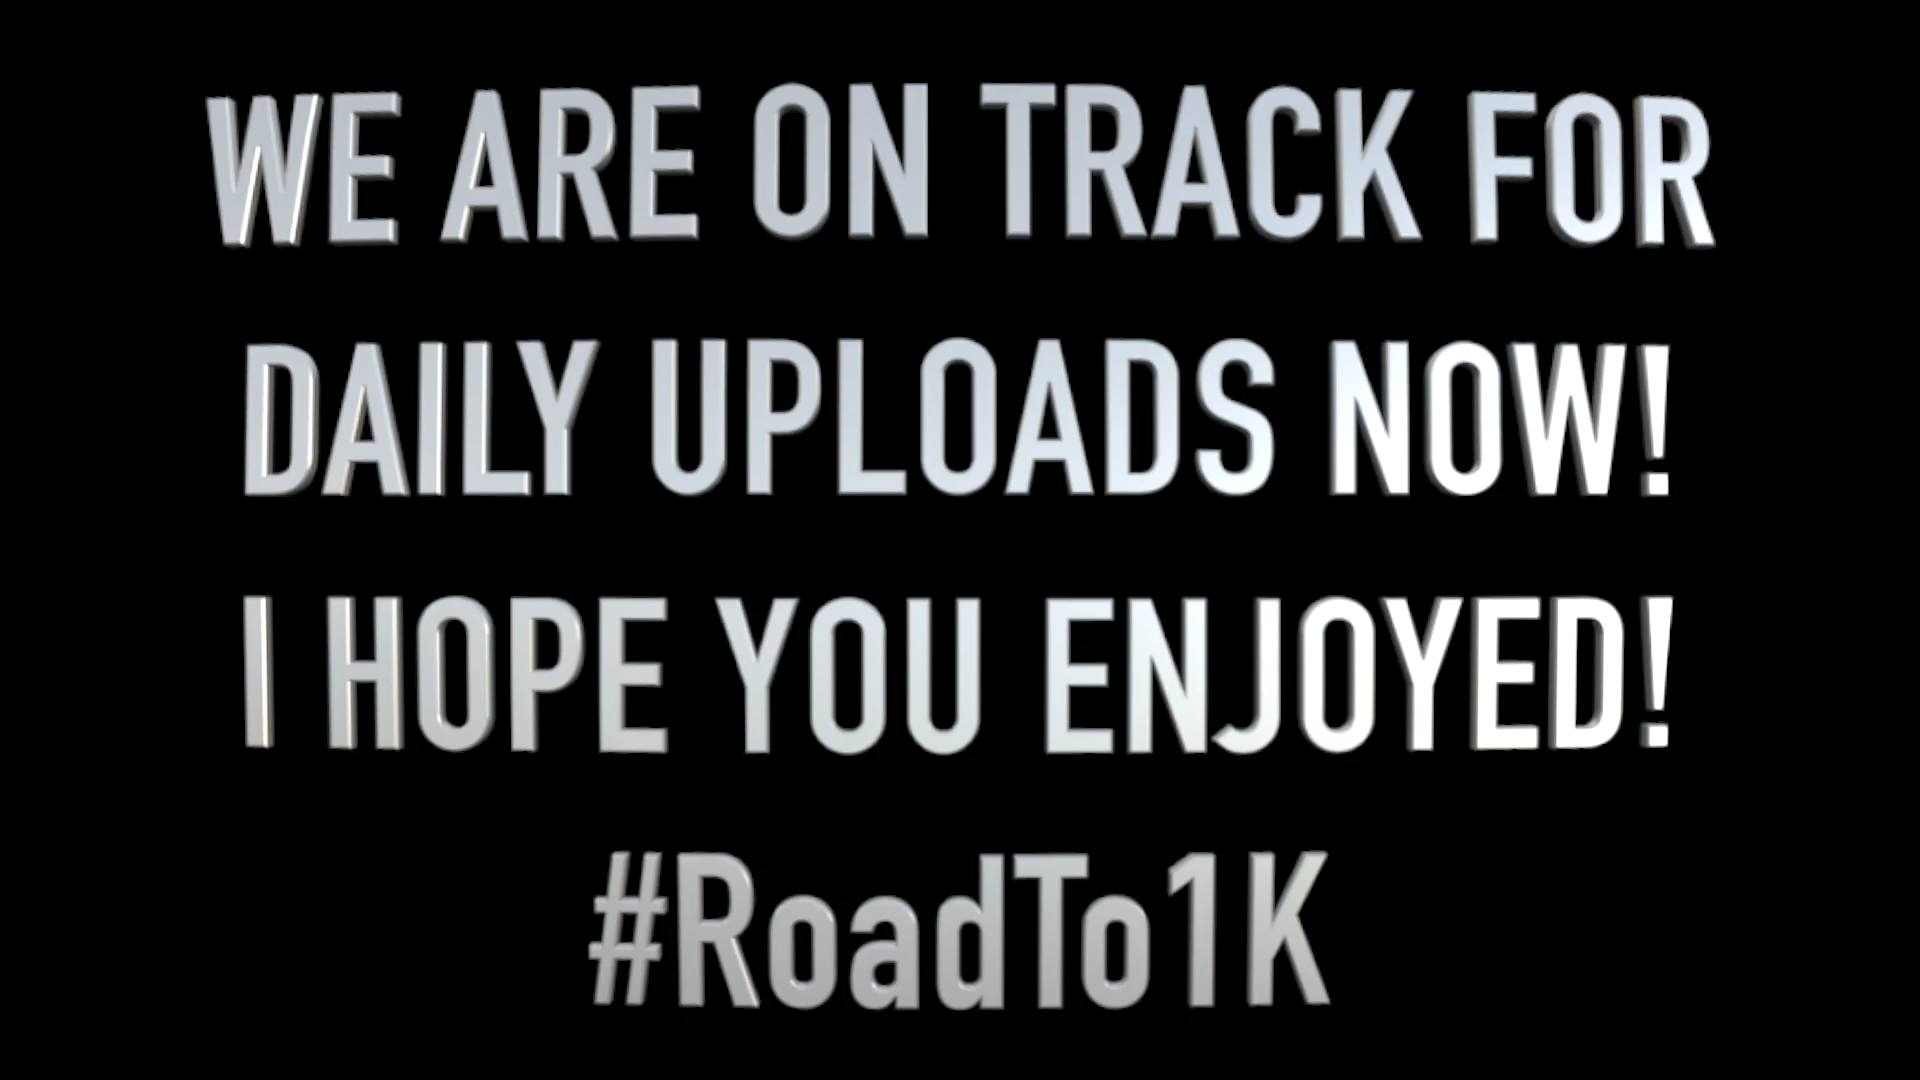 WE ARE ON TRACK FOR
DAILY UPLOADS NOW!
I HOPE YOU ENJOYED!
#RoadTo1K